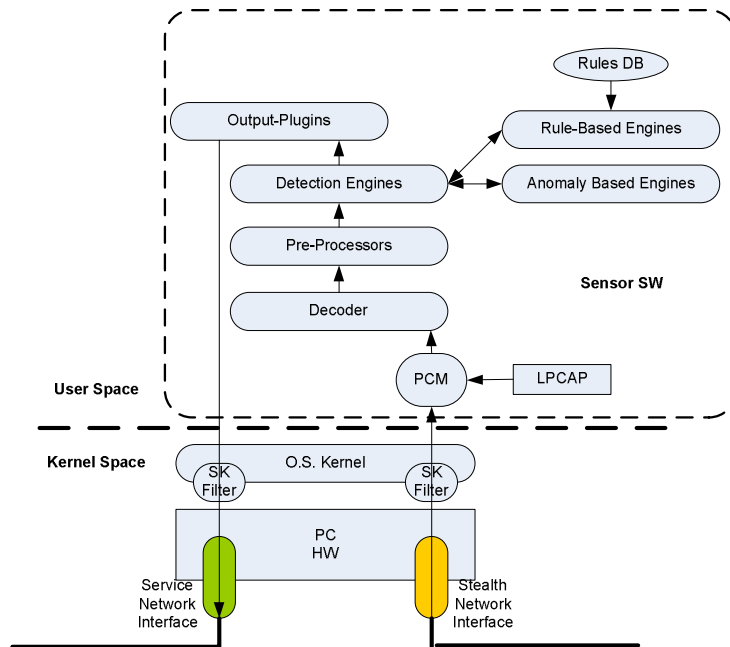 Rules DB
Output-Plugins
Rule-Based Engines
Detection Engines
Anomaly Based Engines
Pre-Processors
Sensor SW
Decoder
PCM
LPCAP
User Space
Kernel Space
O.S. Kernel
SK
Filter
SK
Filter
PC
HW
Service
Network
Interface
Stealth
Network
Interface